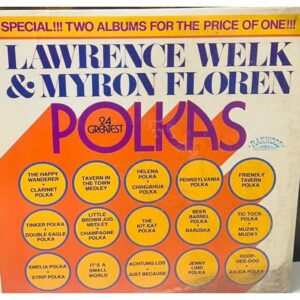 SPECIAL!!! TWO ALBUMS FOR THE PRICE OF ONE!!!
LAWRENCE WELK
& MYRON FLOREN
24
GREATEST
POLKAS
RANWOOD
THE HAPPY
WANDERER
•
CLARINET
POLKA
TAVERN IN
THE TOWN
MEDLEY
HELENA
POLKA
•
CHIHUAHUA
POLKA
PENNSYLVANIA
POLKA
FRIENDLY
TAVERN
POLKA
TINKER POLKA
•
DOUBLE EAGLE
POLKA
LITTLE
BROWN JUG
MEDLEY
•
CHAMPAGNE
POLKA
THE
KIT KAT
POLKA
BEER
BARREL
POLKA
•
BARUSKA
TIC TOCK
POLKA
•
MUZIKY,
MUZIKY
EMELIA POLKA
•
STRIP POLKA
IT'S A
SMALL
WORLD
ACHTUNG LOS
•
JUST BECAUSE
JENNY
LIND
POLKA
HOOP-
DEE-DOO
•
JULIDA POLKA